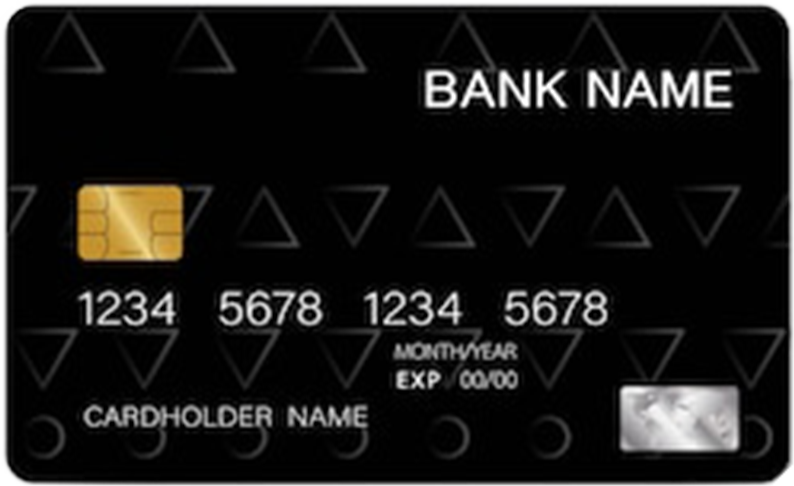 BANK NAME
1234 5678 1234 5678
MONTH/YEAR
EXP 00/00
CARDHOLDER NAME